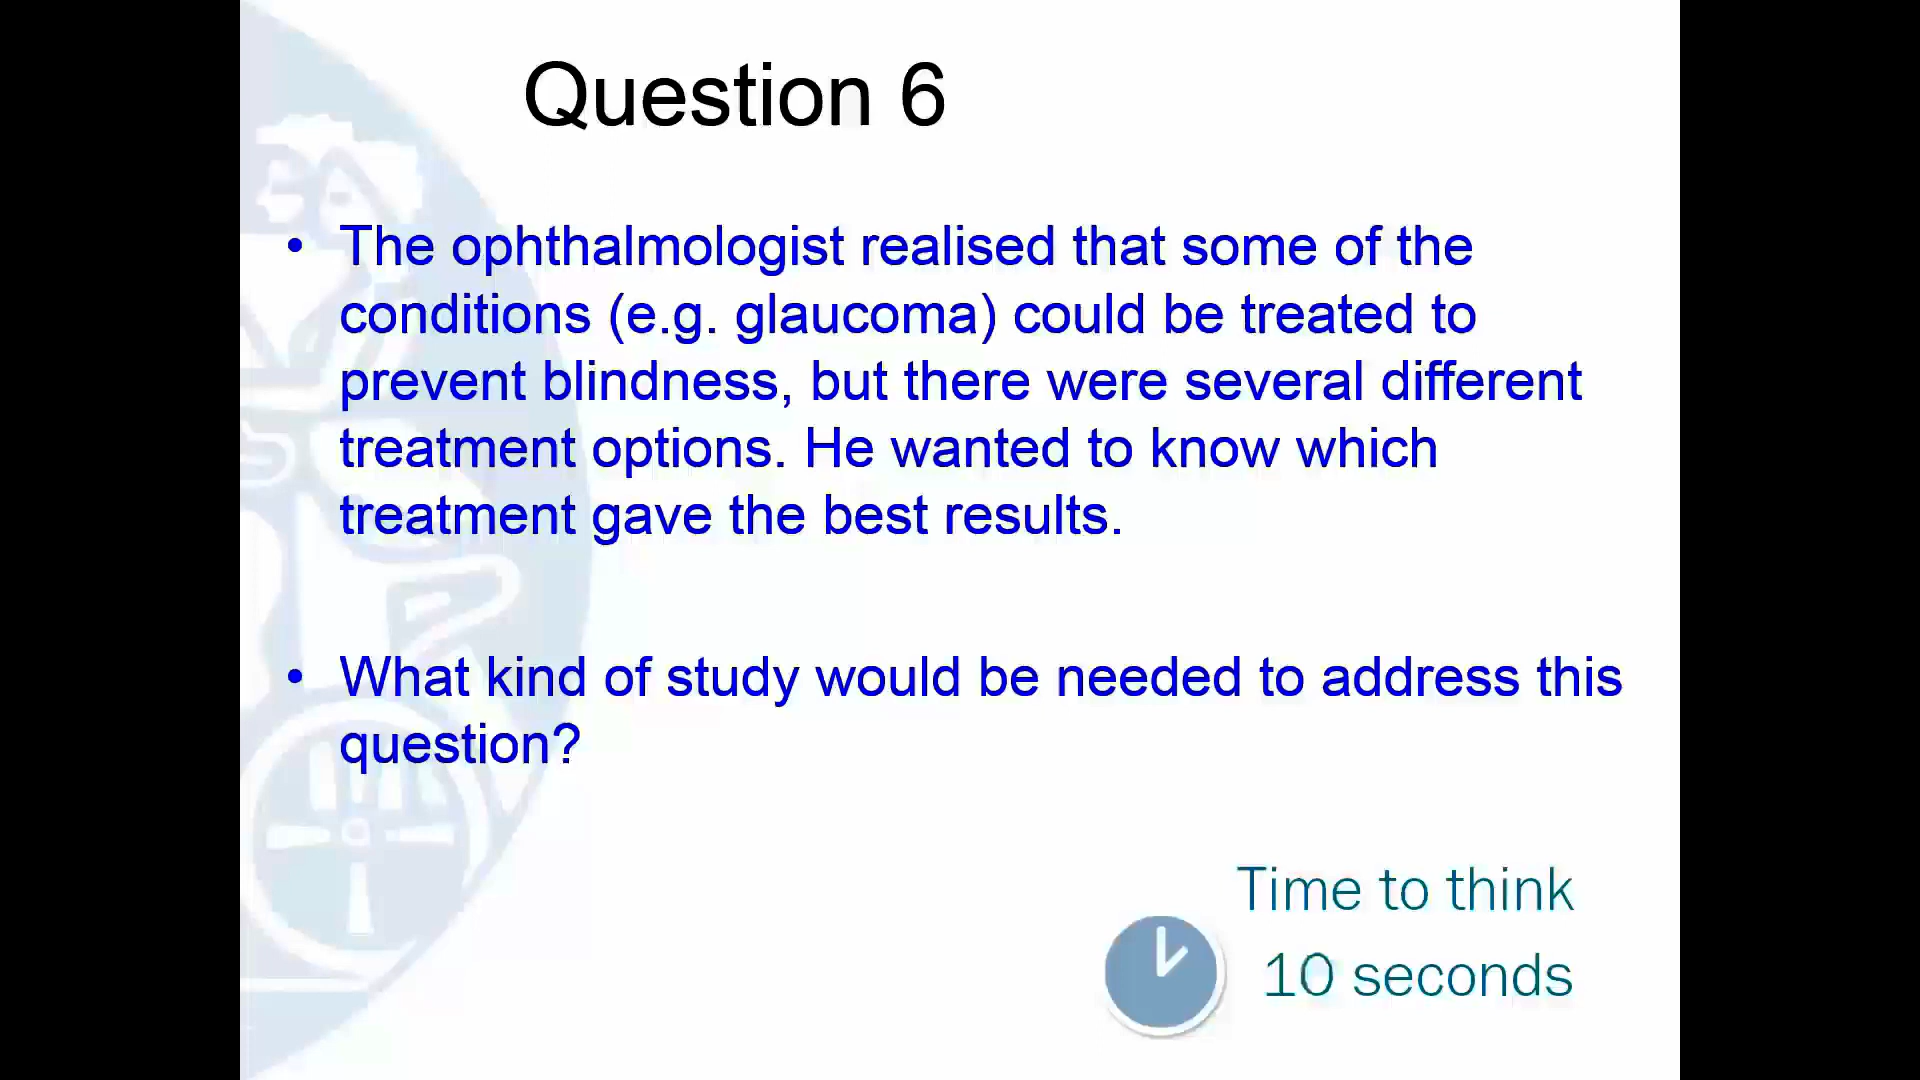 Question 6
• The ophthalmologist realised that some of the
conditions (e.g. glaucoma) could be treated to
prevent blindness, but there were several different
treatment options. He wanted to know which
treatment gave the best results.
• What kind of study would be needed to address this
question?
Time to think
10 seconds